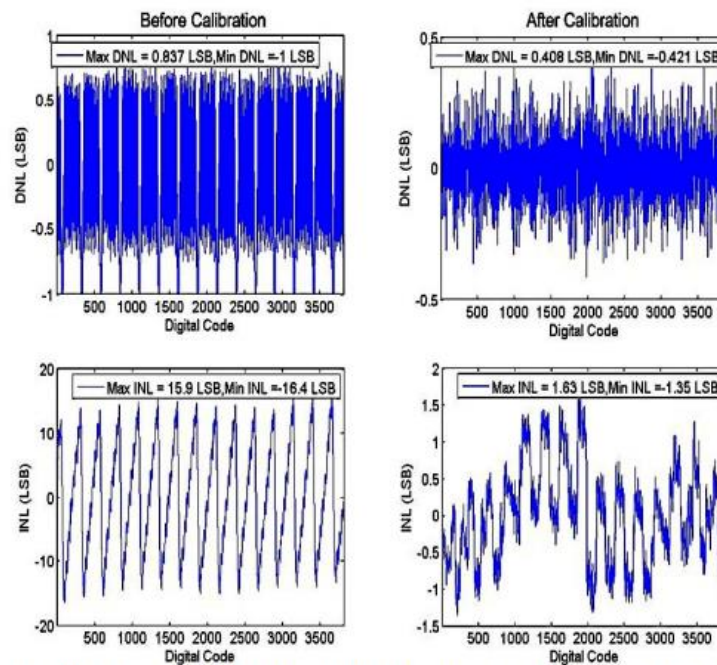 Before Calibration
1
Max DNL = 0.837 LSB,Min DNL =-1 LSB
0.5
0
-0.5
-1
DNL (LSB)
500 1000 1500 2000 2500 3000 3500
Digital Code
After Calibration
0.5
Max DNL = 0.408 LSB,Min DNL =-0.421 LSB
0
-0.5
DNL (LSB)
500 1000 1500 2000 2500 3000 3500
Digital Code
20
Max INL = 15.9 LSB,Min INL =-16.4 LSB
10
0
-10
-20
INL (LSB)
500 1000 1500 2000 2500 3000 3500
Digital Code
2
Max INL = 1.63 LSB,Min INL =-1.35 LSB
1.5
1
0.5
0
-0.5
-1
-1.5
INL (LSB)
500 1000 1500 2000 2500 3000 3500
Digital Code